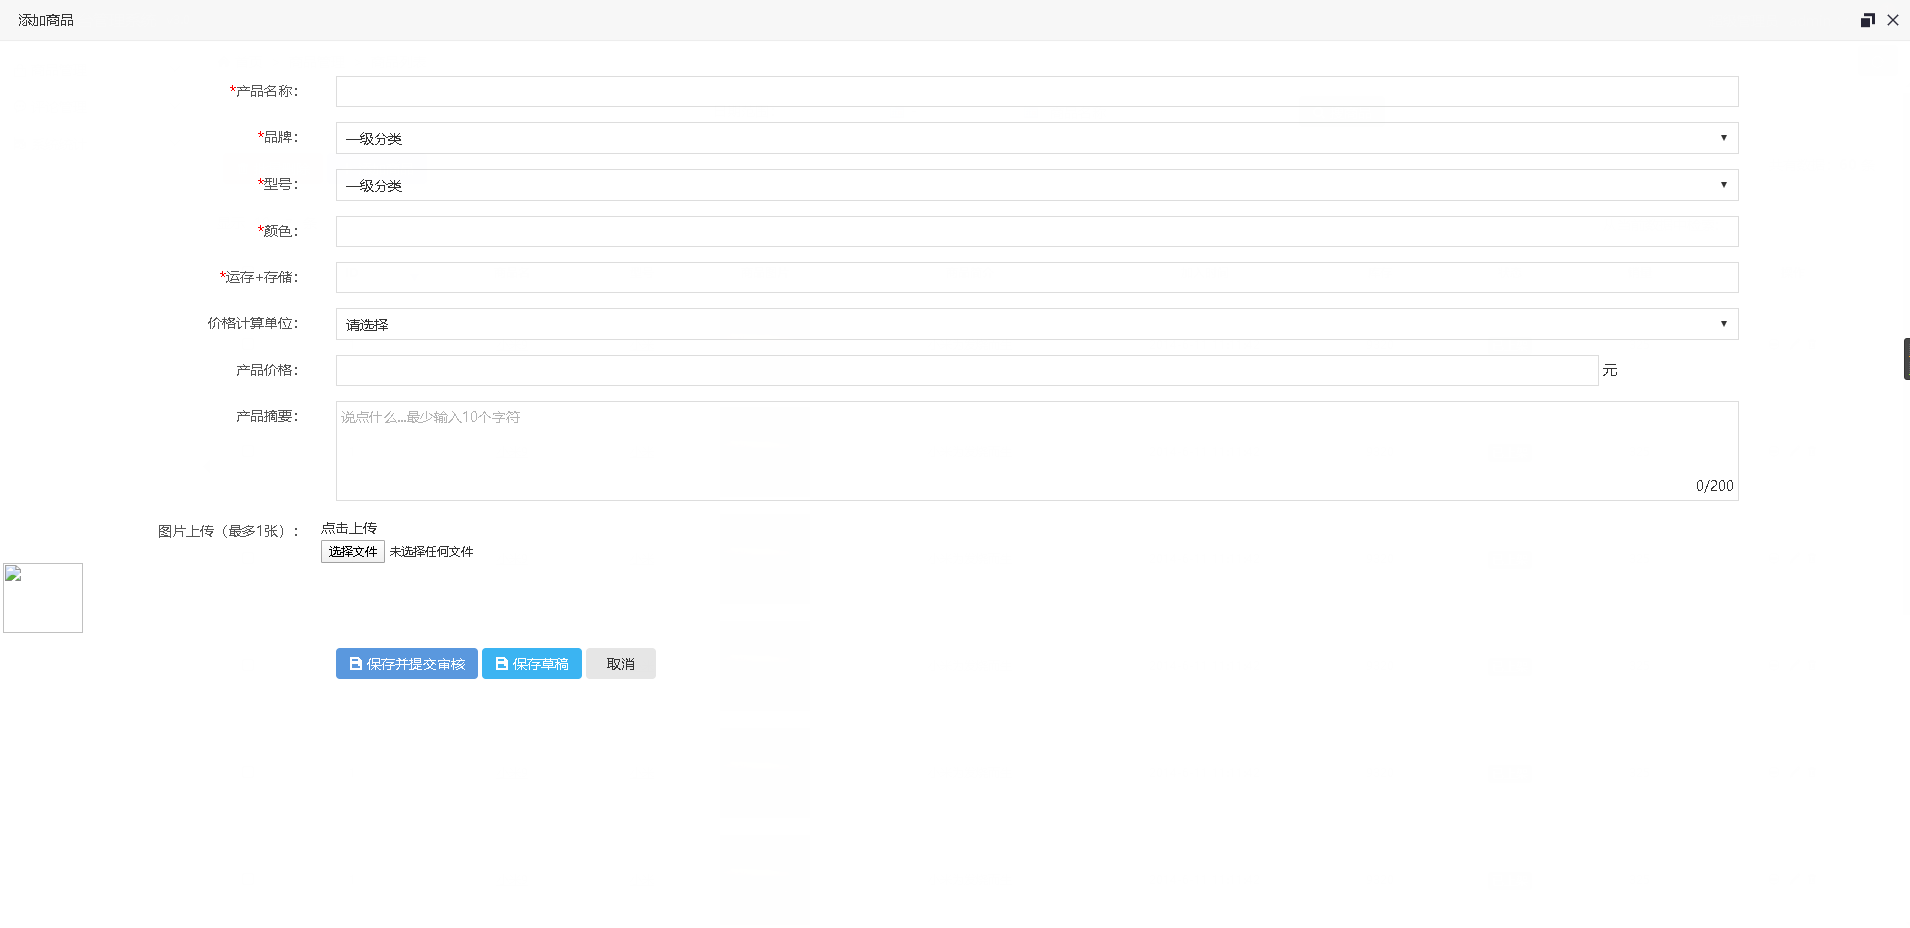 添加商品
*产品名称：
*品牌：
一级分类
*型号：
一级分类
*颜色：
*运存+存储：
价格计算单位：
请选择
产品价格：
元
产品摘要：
说点什么...最少输入10个字符
0/200
图片上传（最多1张）：
点击上传
选择文件 未选择任何文件
保存并提交审核 保存草稿 取消